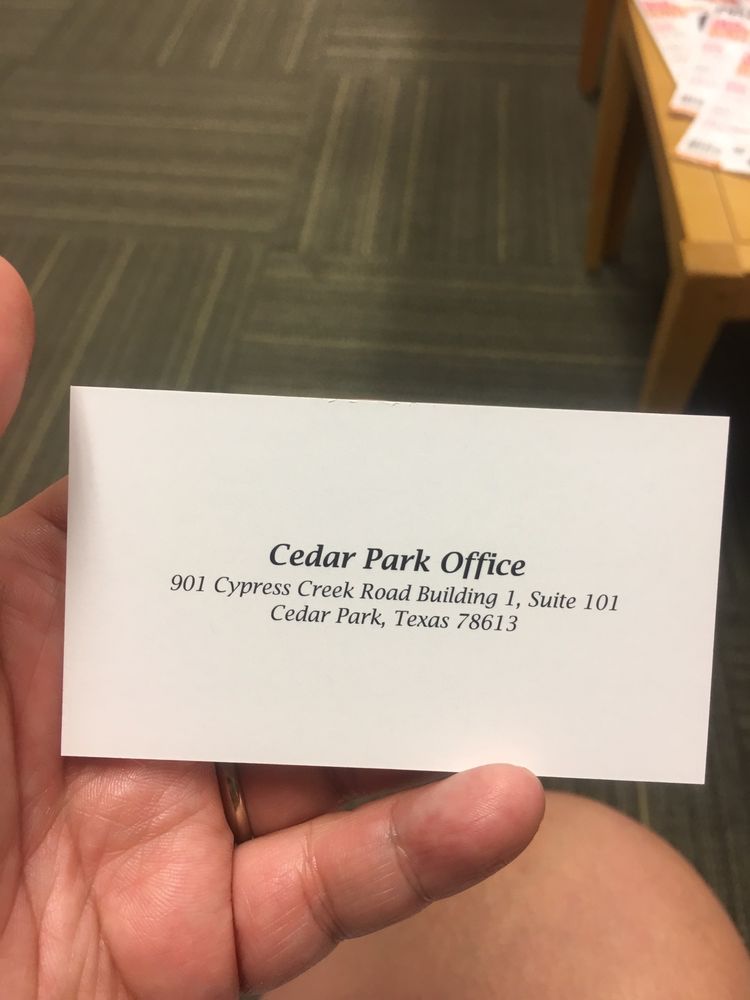 Cedar Park Office
901 Cypress Creek Road Building 1, Suite 101
Cedar Park, Texas 78613